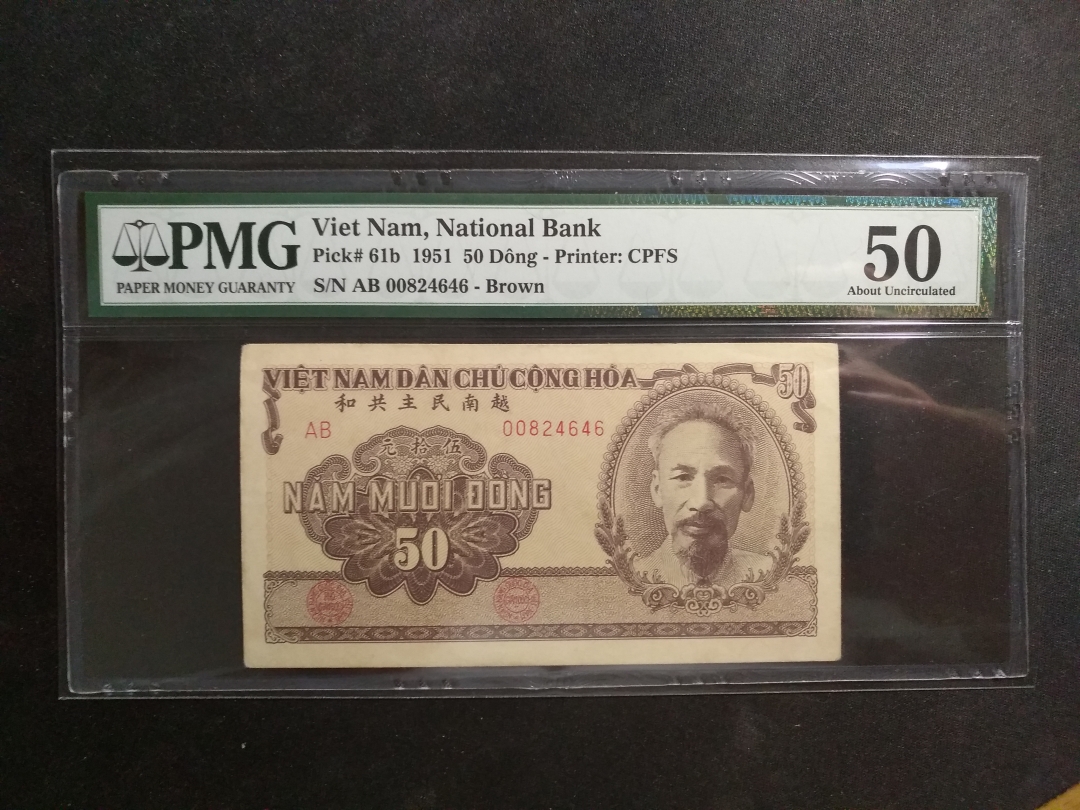 PMG
PAPER MONEY GUARANTY
Viet Nam, National Bank
Pick# 61b 1951 50 Dông - Printer: CPFS
S/N AB 00824646 - Brown
50
About Uncirculated
VIỆT NAM DÂN CHỦ CỘNG HÒA
50
和共主民南越
AB 00824646
元拾伍
NĂM MƯƠI ĐỒNG
50